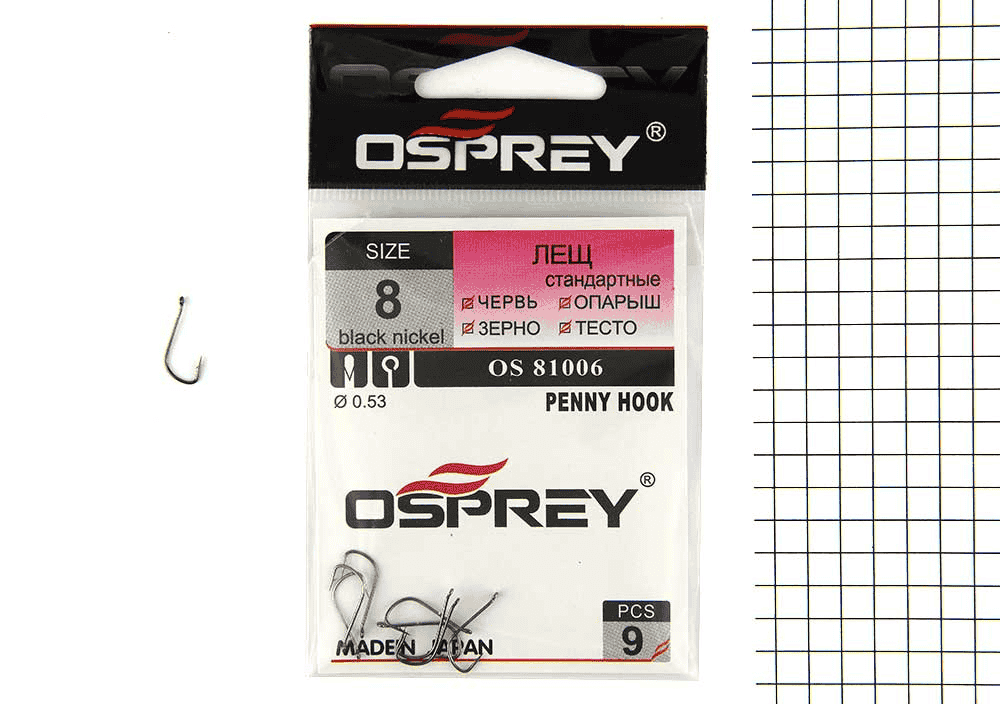 OSPREY
OSPREY®
SIZE
8
black nickel
ЛЕЩ
стандартные
ЧЕРВЬ ОПАРЫШ
ЗЕРНО ТЕСТО
OS 81006
Ø 0.53
PENNY HOOK
OSPREY®
PCS
9
MADE IN JAPAN